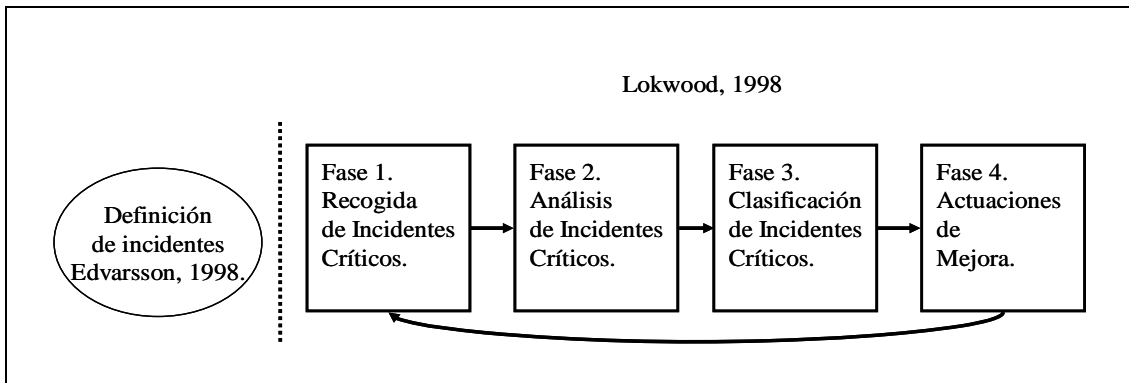 Lokwood, 1998
Definición
de incidentes
Edvarsson, 1998.
Fase 1.
Recogida
de Incidentes
Críticos.
Fase 2.
Análisis
de Incidentes
Críticos.
Fase 3.
Clasificación
de Incidentes
Críticos.
Fase 4.
Actuaciones
de
Mejora.